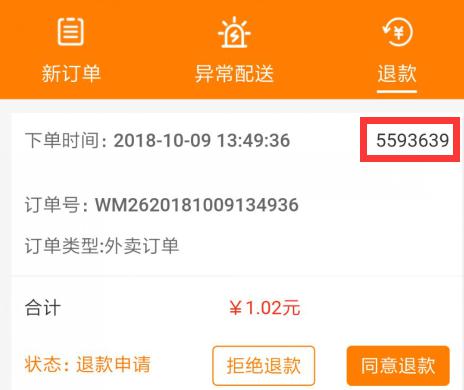 新订单 异常配送 退款
下单时间: 2018-10-09 13:49:36 5593639
订单号: WM2620181009134936
订单类型:外卖订单
合计 ￥1.02元
状态: 退款申请 拒绝退款 同意退款